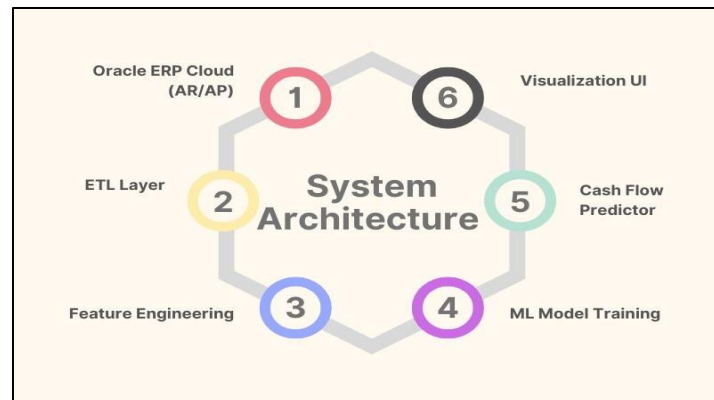 Oracle ERP Cloud
(AR/AP)
1
6
Visualization UI
ETL Layer
2
System
Architecture
5
Cash Flow
Predictor
Feature Engineering
3
4
ML Model Training